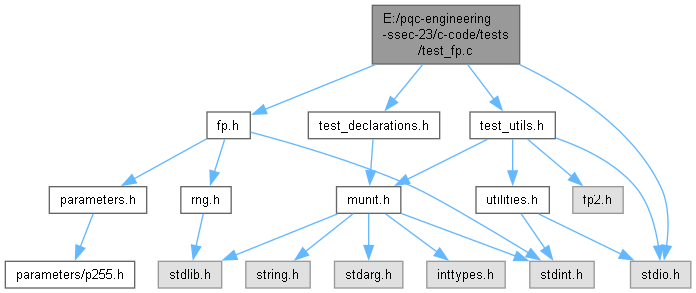 E:/pqc-engineering
-ssec-23/c-code/tests
/test_fp.c
fp.h
test_declarations.h
test_utils.h
parameters.h
rng.h
munit.h
utilities.h
fp2.h
parameters/p255.h
stdlib.h
string.h
stdarg.h
inttypes.h
stdint.h
stdio.h